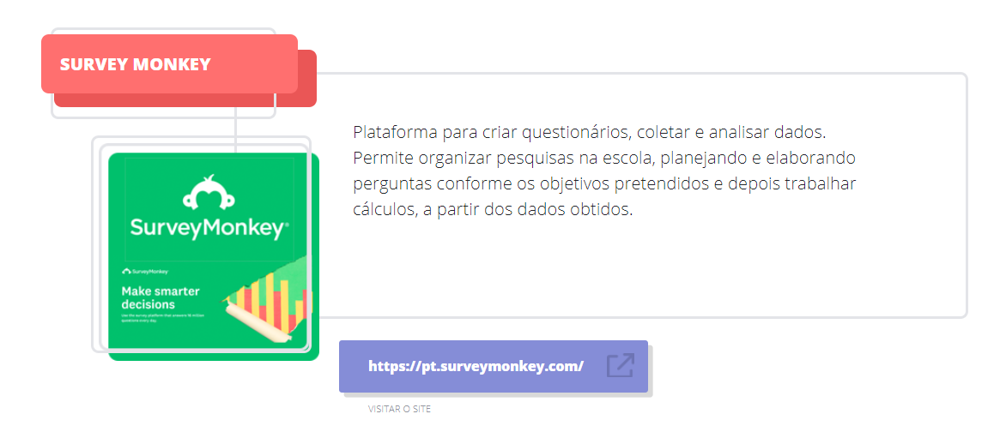 SURVEY MONKEY
Plataforma para criar questionários, coletar e analisar dados.
Permite organizar pesquisas na escola, planejando e elaborando
perguntas conforme os objetivos pretendidos e depois trabalhar
cálculos, a partir dos dados obtidos.
SurveyMonkey®
SurveyMonkey
Make smarter
decisions
Use the survey platform that answers 16 million
questions every day.
https://pt.surveymonkey.com/
VISITAR O SITE